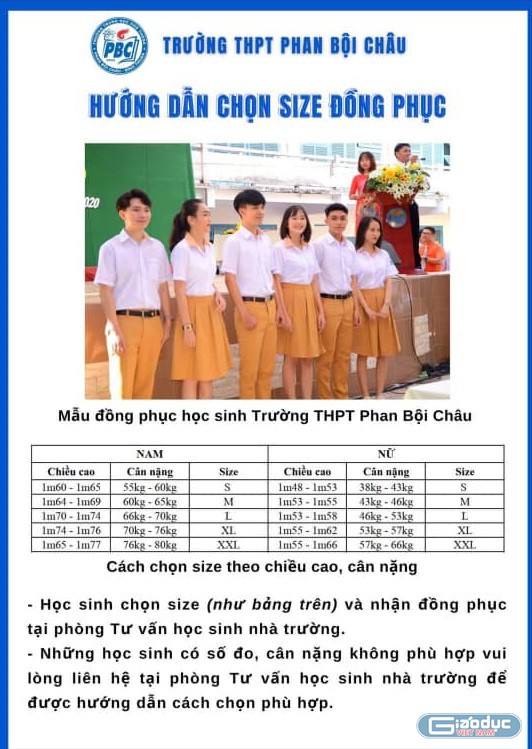 PBC
TRƯỜNG THPT PHAN BỘI CHÂU
HƯỚNG DẪN CHỌN SIZE ĐỒNG PHỤC
2020
Mẫu đồng phục học sinh Trường THPT Phan Bội Châu
NAM NỮ
Chiều cao Cân nặng Size Chiều cao Cân nặng Size
1m60 - 1m65 55kg - 60kg S 1m48 - 1m53 38kg - 43kg S
1m64 - 1m69 60kg - 65kg M 1m53 - 1m55 43kg - 46kg M
1m70 - 1m74 66kg - 70kg L 1m53 - 1m58 46kg - 53kg L
1m74 - 1m76 70kg - 76kg XL 1m55 - 1m62 53kg - 57kg XL
1m65 - 1m77 76kg - 80kg XXL 1m55 - 1m66 57kg - 66kg XXL
Cách chọn size theo chiều cao, cân nặng
- Học sinh chọn size (như bảng trên) và nhận đồng phục
tại phòng Tư vấn học sinh nhà trường.
- Những học sinh có số đo, cân nặng không phù hợp vui
lòng liên hệ tại phòng Tư vấn học sinh nhà trường để
được hướng dẫn cách chọn phù hợp.
Giáo dục
VIỆT NAM